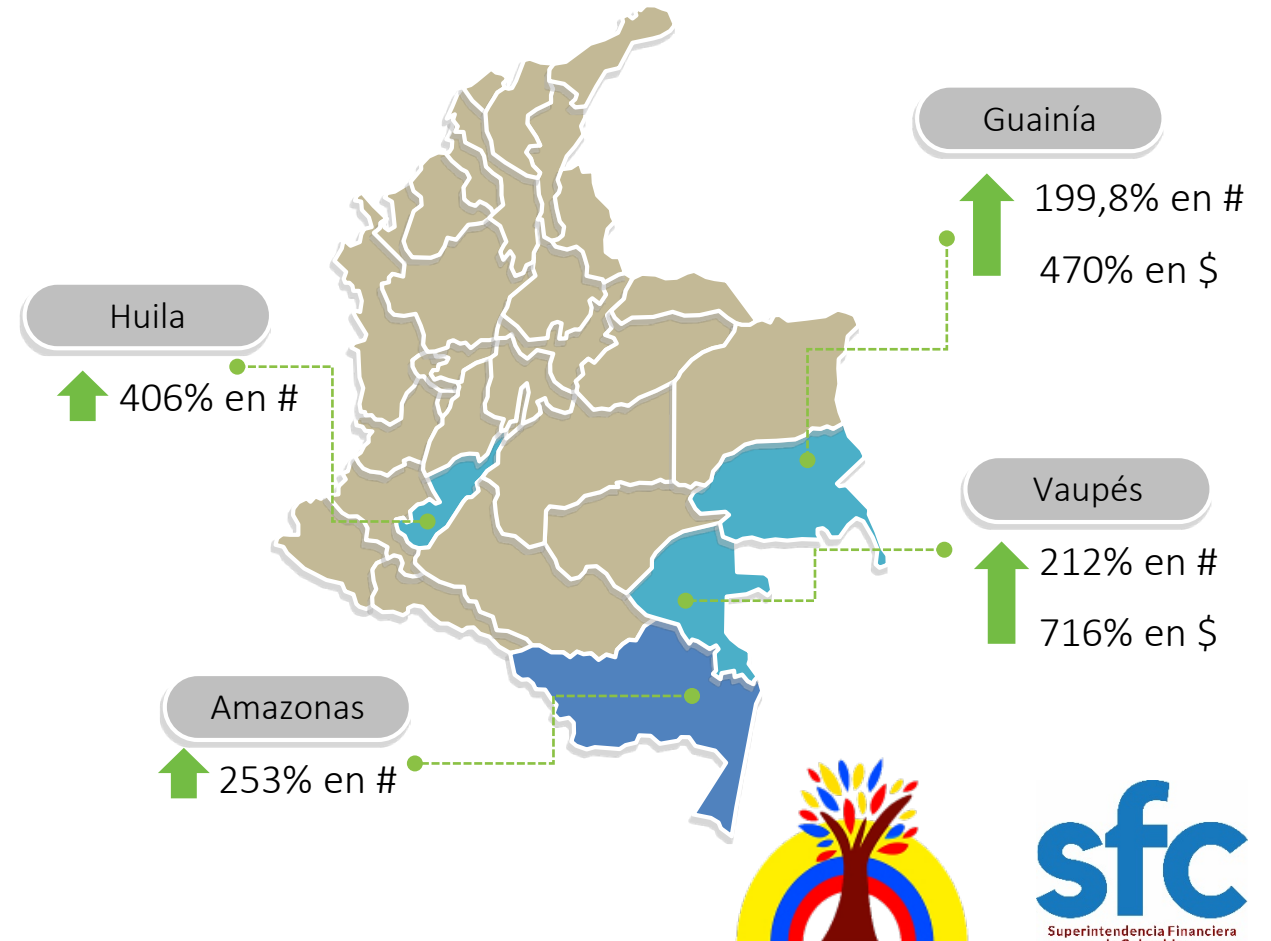 Guainía
199,8% en #
470% en $
Huila
406% en #
Vaupés
212% en #
716% en $
Amazonas
253% en #
sfc
Superintendencia Financiera